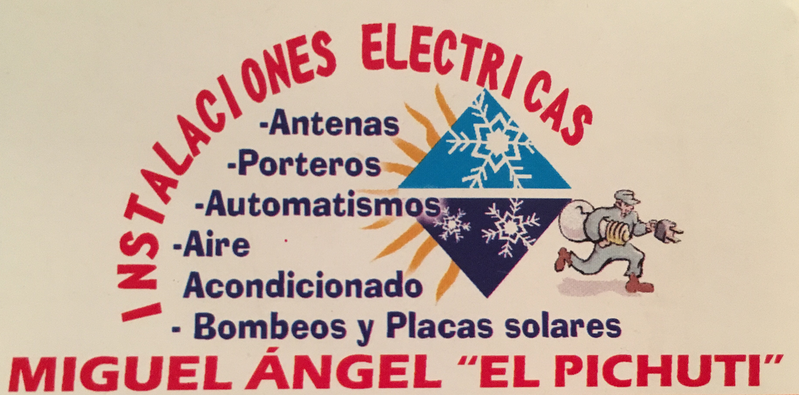 INSTALACIONES ELECTRICAS
-Antenas
-Porteros
-Automatismos
-Aire
Acondicionado
- Bombeos y Placas solares
MIGUEL ÁNGEL "EL PICHUTI"